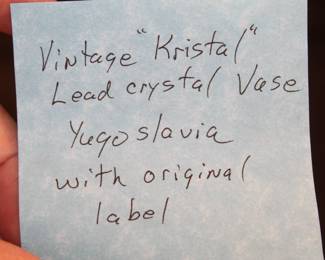 Vintage "Kristal"
Lead crystal Vase
Yugoslavia
with original
label